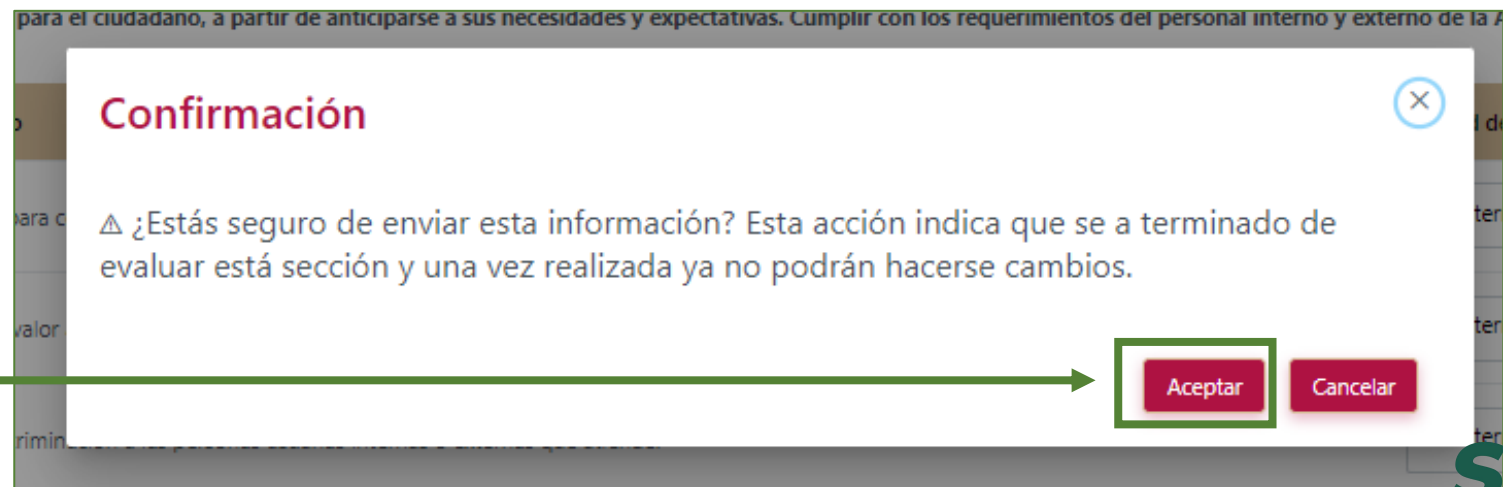 para el ciudadano, a partir de anticiparse a sus necesidades y expectativas. Cumplir con los requerimientos del personal interno y externo de la A
Confirmación
para c
⚠ ¿Estás seguro de enviar esta información? Esta acción indica que se a terminado de
evaluar está sección y una vez realizada ya no podrán hacerse cambios.
valor
Aceptar
Cancelar